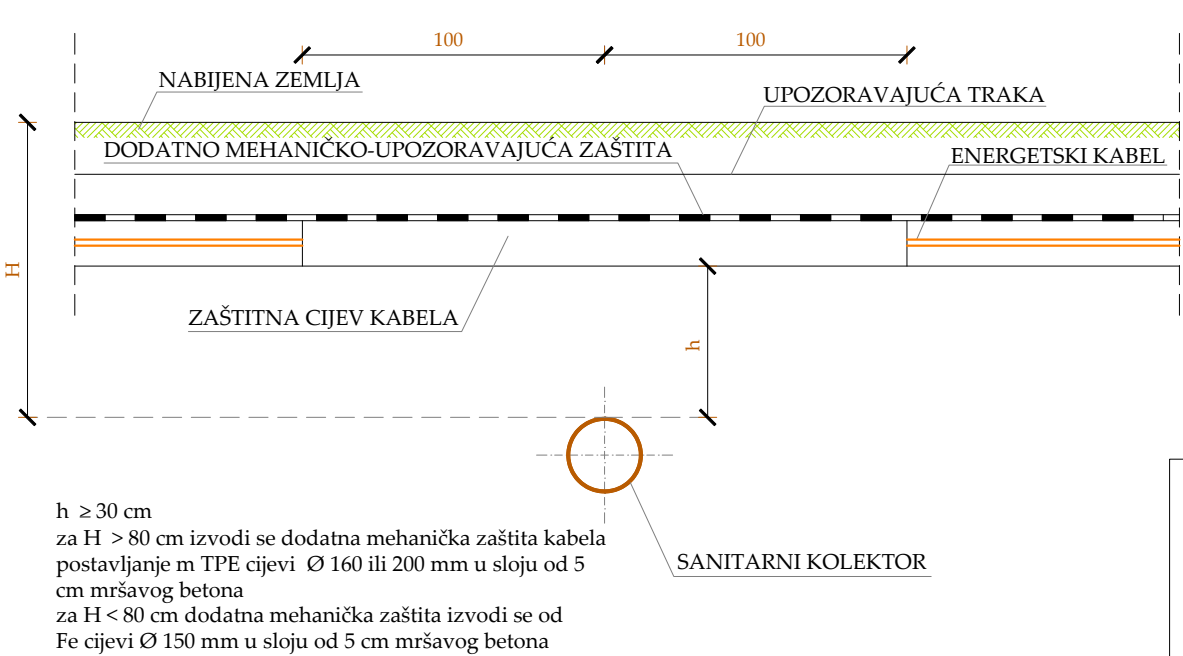 100
100
NABIJENA ZEMLJA
UPOZORAVAJUĆA TRAKA
DODATNO MEHANIČKO-UPOZORAVAJUĆA ZAŠTITA
ENERGETSKI KABEL
H
ZAŠTITNA CIJEV KABELA
h
h ≥ 30 cm
za H > 80 cm izvodi se dodatna mehanička zaštita kabela
postavljanje m TPE cijevi Ø 160 ili 200 mm u sloju od 5
cm mršavog betona
za H < 80 cm dodatna mehanička zaštita izvodi se od
Fe cijevi Ø 150 mm u sloju od 5 cm mršavog betona
SANITARNI KOLEKTOR